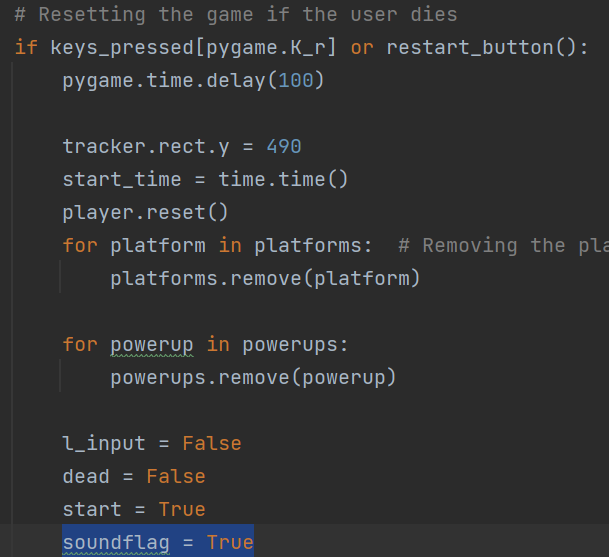 # Resetting the game if the user dies
if keys_pressed[pygame.K_r] or restart_button():
pygame.time.delay(100)
tracker.rect.y = 490
start_time = time.time()
player.reset()
for platform in platforms:  # Removing the pla
platforms.remove(platform)
for powerup in powerups:
powerups.remove(powerup)
l_input = False
dead = False
start = True
soundflag = True